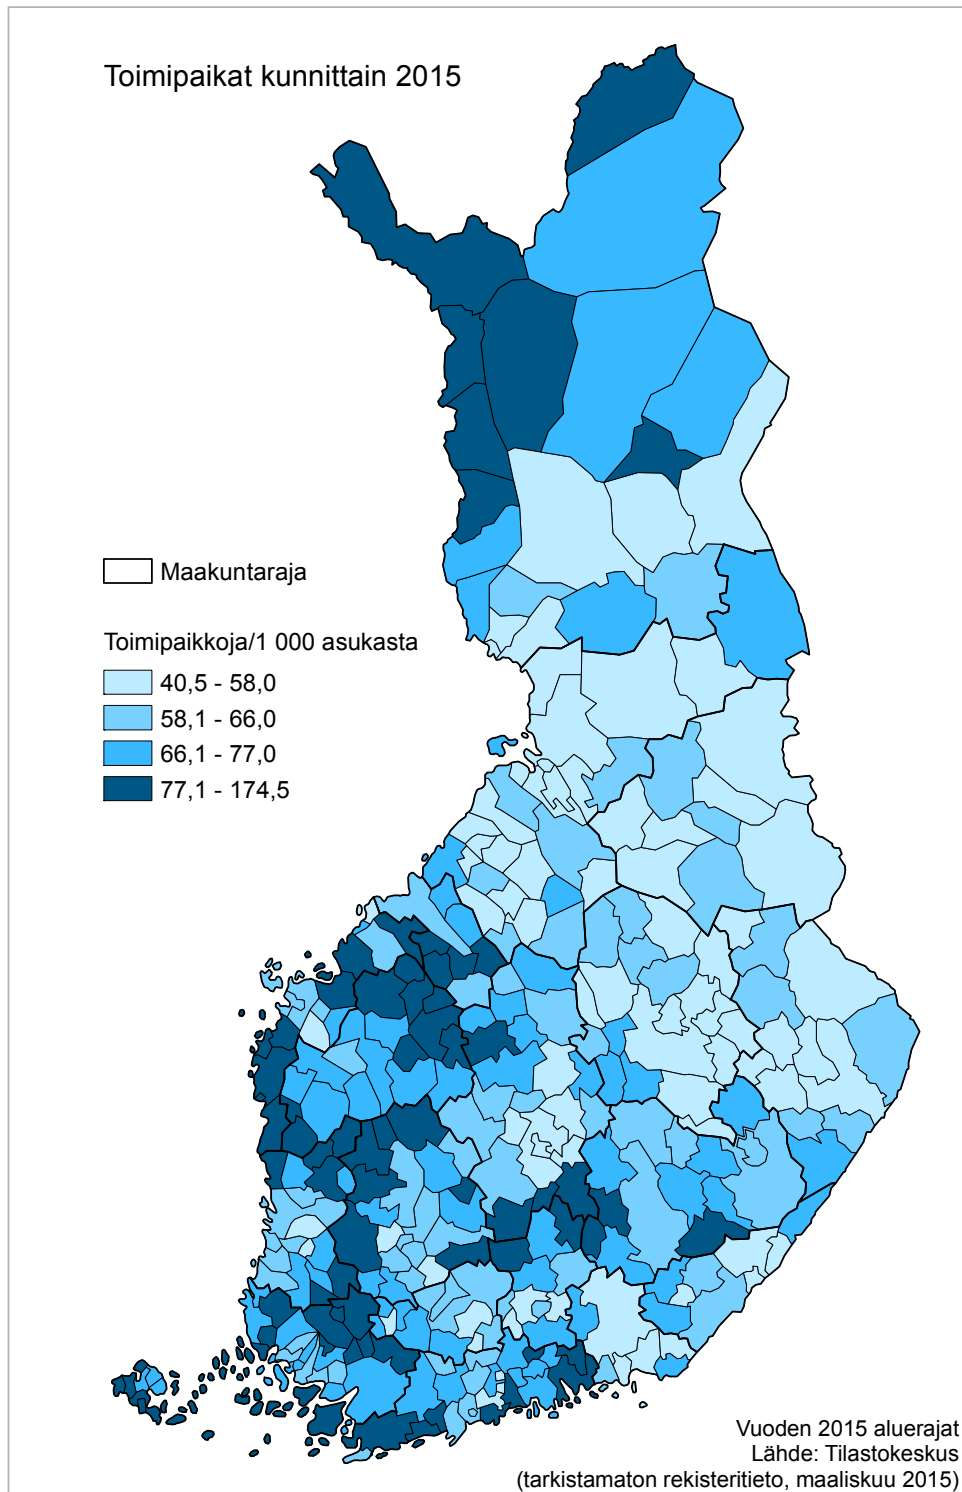 Toimipaikat kunnittain 2015
Maakuntaraja
Toimipaikkoja/1 000 asukasta
40,5 - 58,0
58,1 - 66,0
66,1 - 77,0
77,1 - 174,5
Vuoden 2015 aluerajat
Lähde: Tilastokeskus
(tarkistamaton rekisteritieto, maaliskuu 2015)